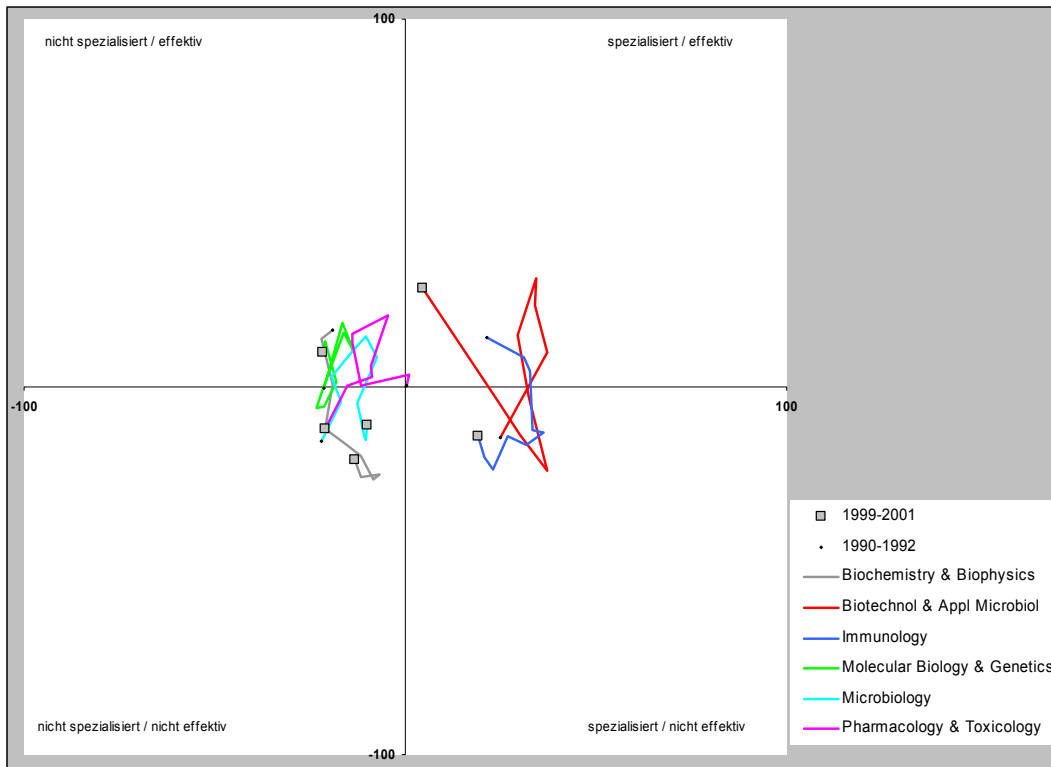 100
nicht spezialisiert / effektiv
spezialisiert / effektiv
-100
100
1999-2001
1990-1992
Biochemistry & Biophysics
Biotechnol & Appl Microbiol
Immunology
Molecular Biology & Genetics
Microbiology
Pharmacology & Toxicology
nicht spezialisiert / nicht effektiv
spezialisiert / nicht effektiv
-100